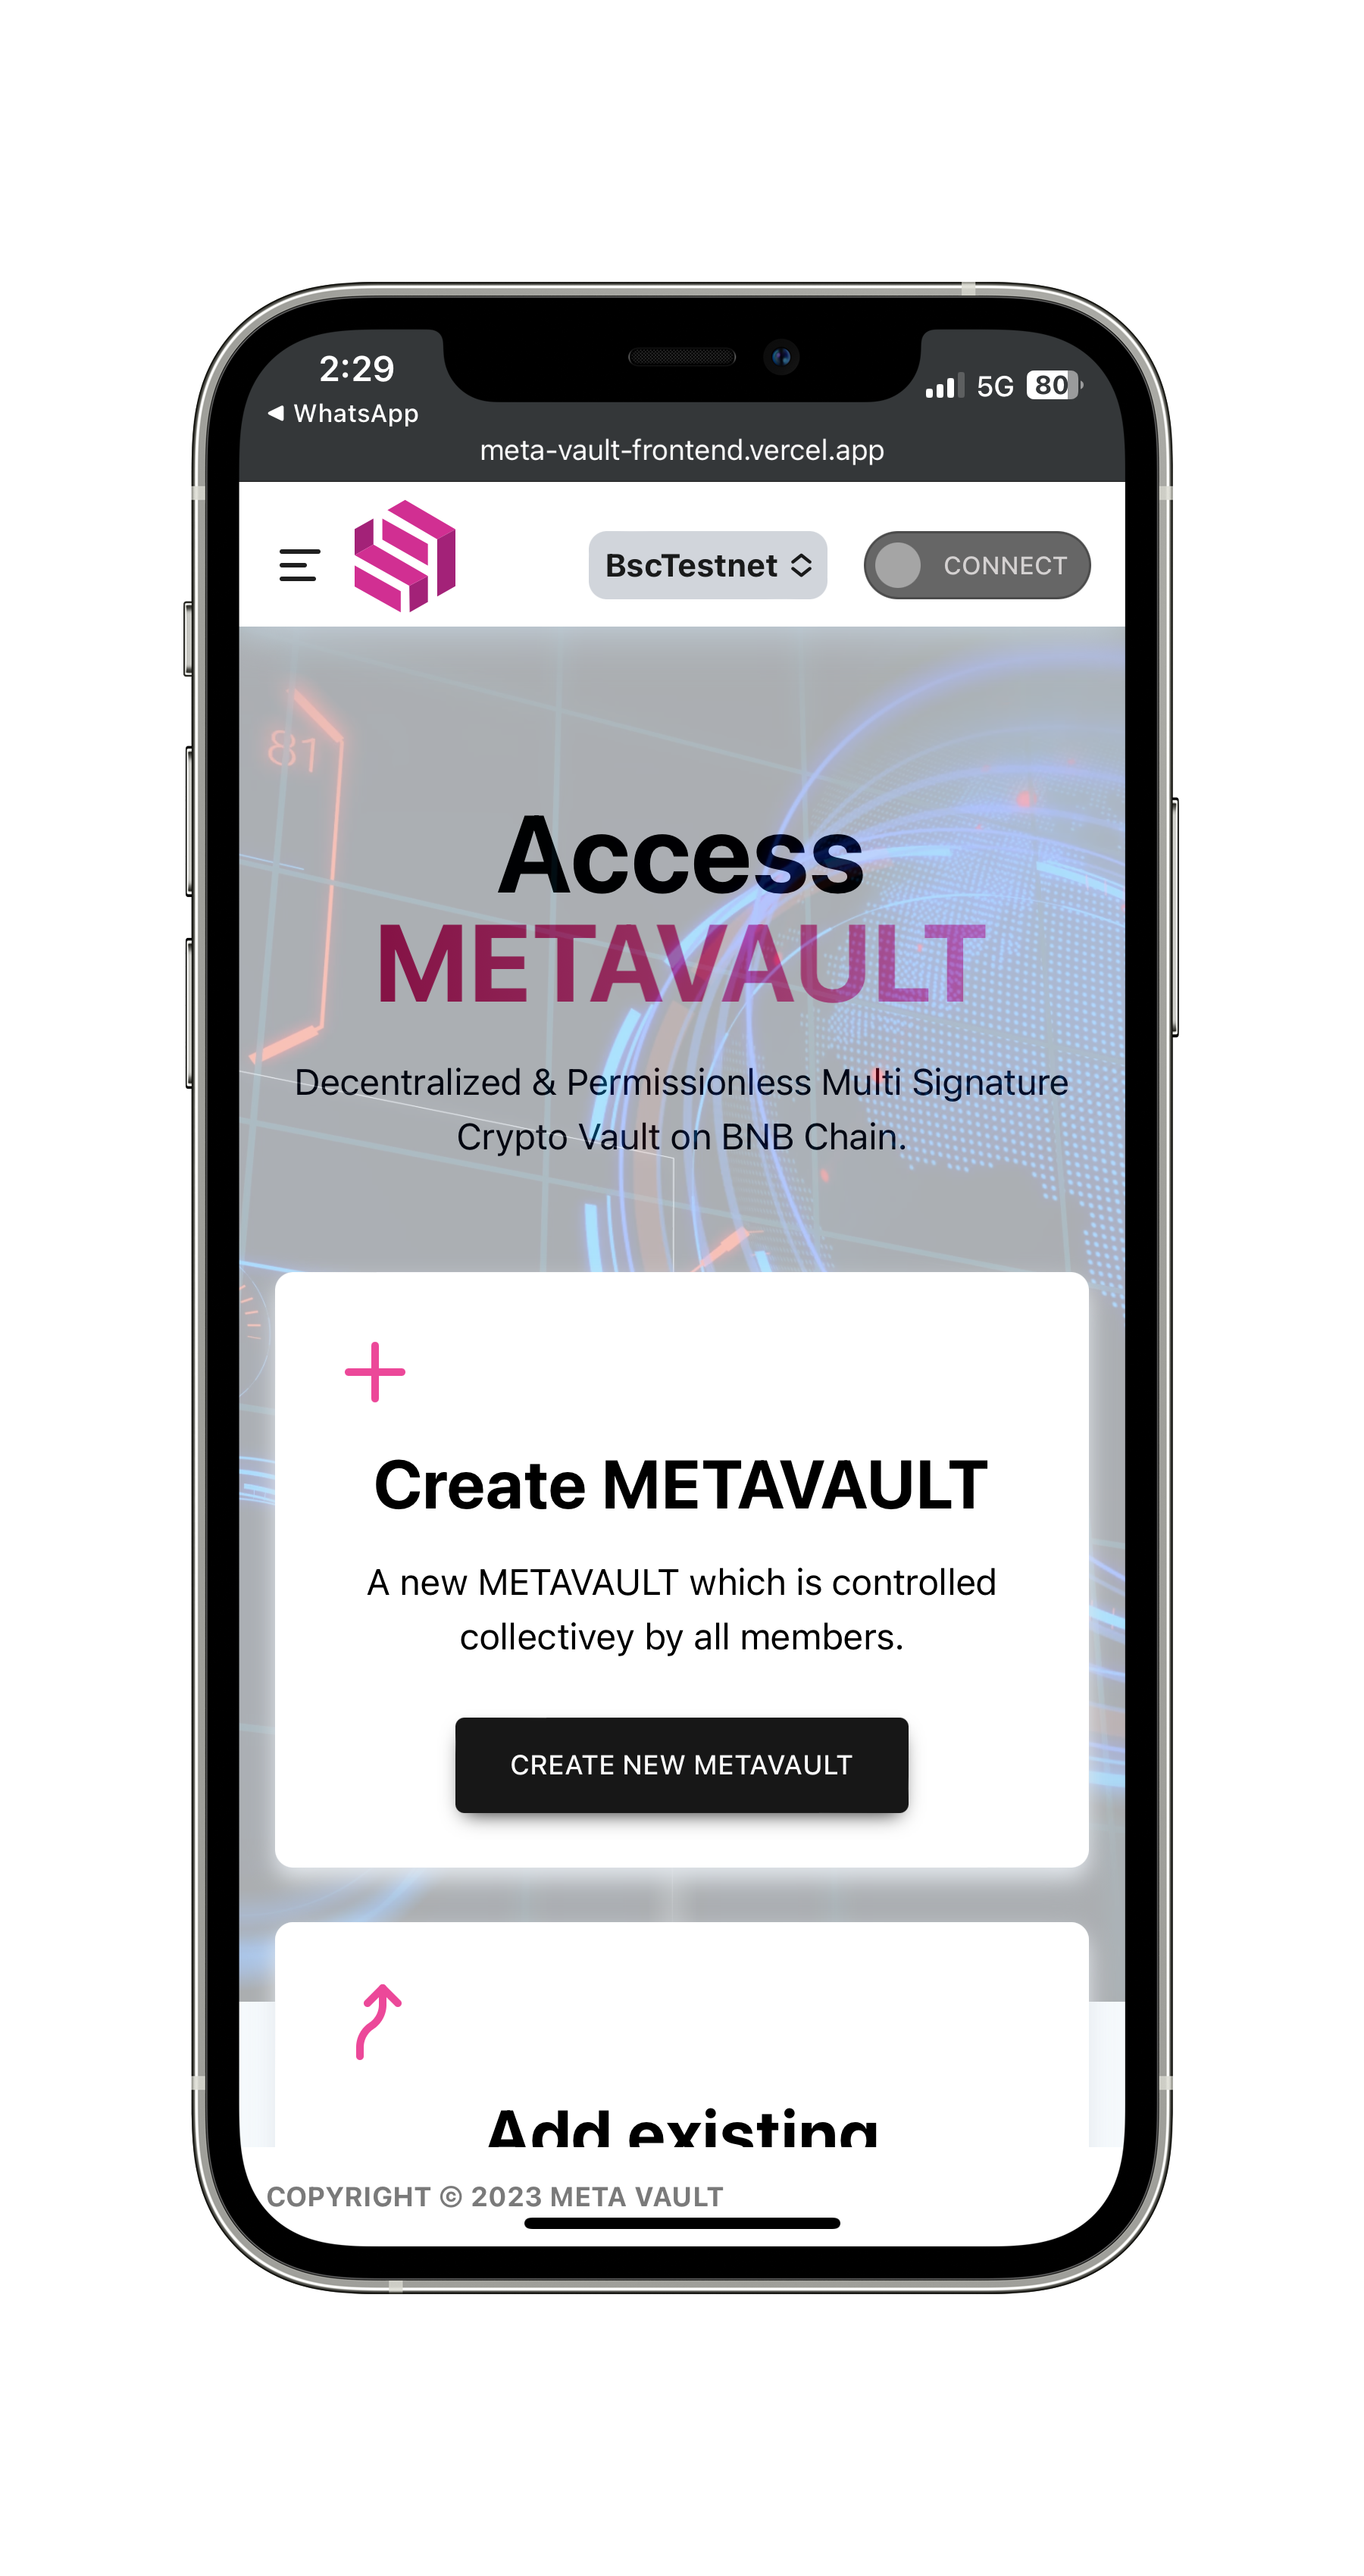 2:29
5G 80
WhatsApp
meta-vault-frontend.vercel.app
BscTestnet
CONNECT
81
Access
METAVAULT
Decentralized & Permissionless Multi Signature
Crypto Vault on BNB Chain.
Create METAVAULT
A new METAVAULT which is controlled
collectivey by all members.
CREATE NEW METAVAULT
Add existing
COPYRIGHT © 2023 META VAULT